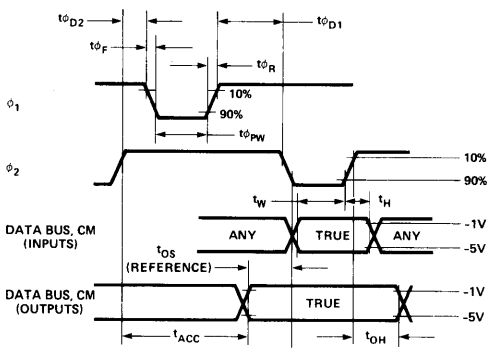 tϕD2
tϕD1
tϕF
tϕR
ϕ1
10%
90%
tϕPW
ϕ2
10%
90%
tW
tH
DATA BUS, CM
(INPUTS)
ANY
TRUE
ANY
-1V
-5V
tOS
(REFERENCE)
DATA BUS, CM
(OUTPUTS)
TRUE
-1V
-5V
tACC
tOH